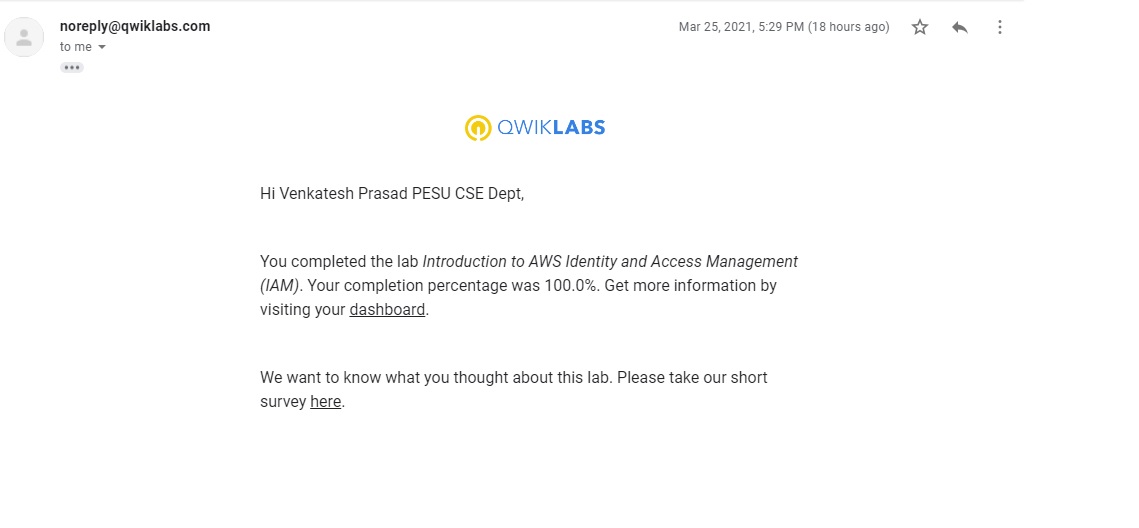 noreply@qwiklabs.com
Mar 25, 2021, 5:29 PM (18 hours ago)
to me
QWIKLABS
Hi Venkatesh Prasad PESU CSE Dept,
You completed the lab Introduction to AWS Identity and Access Management
(IAM). Your completion percentage was 100.0%. Get more information by
visiting your dashboard.
We want to know what you thought about this lab. Please take our short
survey here.